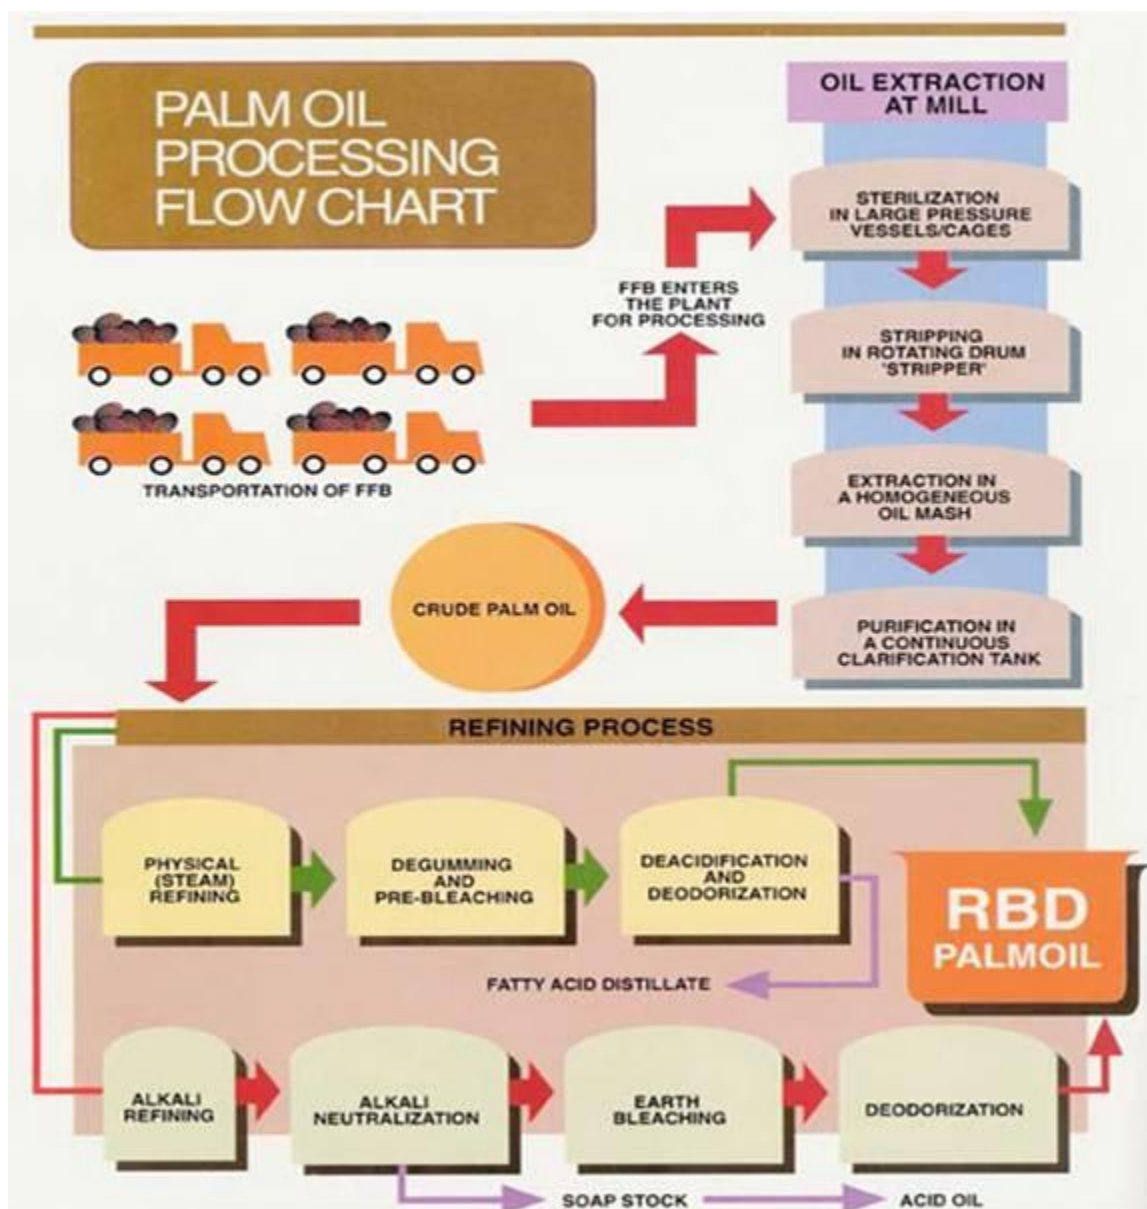 PALM OIL
PROCESSING
FLOW CHART
OIL EXTRACTION
AT MILL
STERILIZATION
IN LARGE PRESSURE
VESSELS/CAGES
FFB ENTERS
THE PLANT
FOR PROCESSING
STRIPPING
IN ROTATING DRUM
'STRIPPER'
TRANSPORTATION OF FFB
EXTRACTION IN
A HOMOGENEOUS
OIL MASH
CRUDE PALM OIL
PURIFICATION IN
A CONTINUOUS
CLARIFICATION TANK
REFINING PROCESS
PHYSICAL
(STEAM)
REFINING
DEGUMMING
AND
PRE-BLEACHING
DEACIDIFICATION
AND
DEODORIZATION
RBD
PALMOIL
FATTY ACID DISTILLATE
ALKALI
REFINING
ALKALI
NEUTRALIZATION
EARTH
BLEACHING
DEODORIZATION
SOAP STOCK
ACID OIL